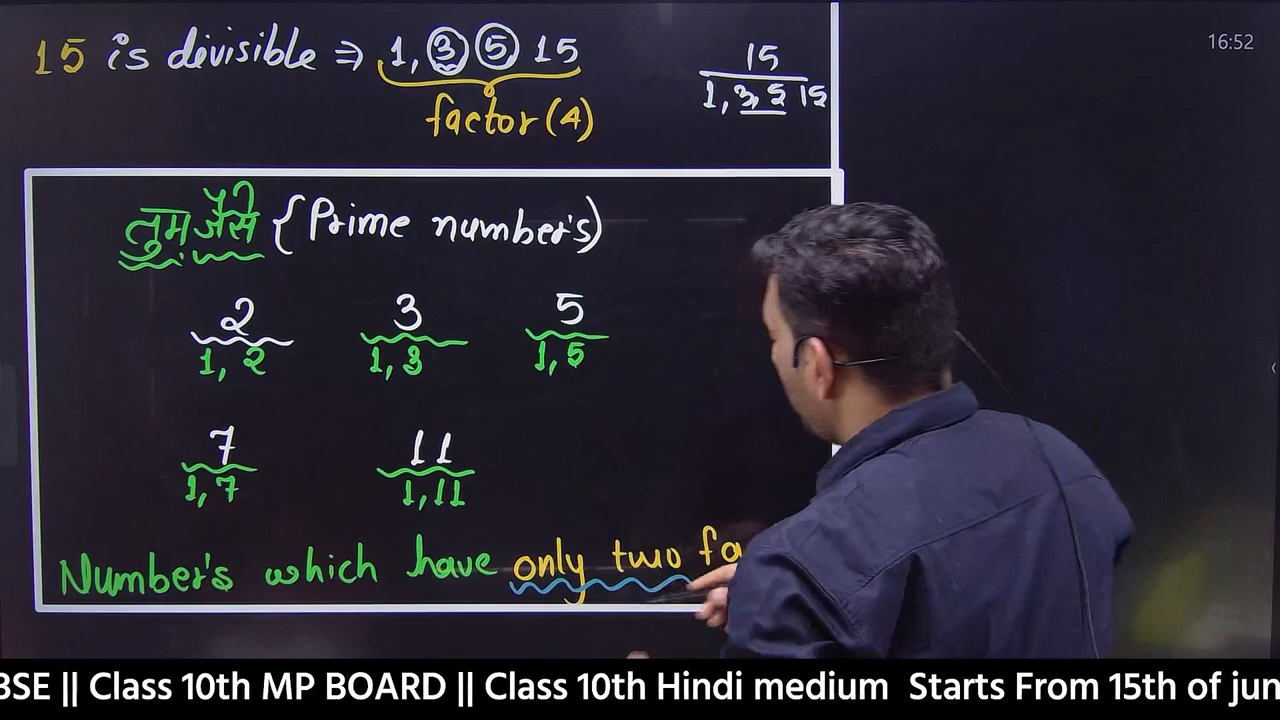 15 is divisible ⇒ 1, 3 5 15
factor (4)
15
1, 3, 5 15
16:52
तुम जैसे {Prime number's)
2 3 5
1, 2 1, 3 1, 5
7 11
1, 7 1, 11
Number's which have only two fa
BSE || Class 10th MP BOARD || Class 10th Hindi medium Starts From 15th of jun